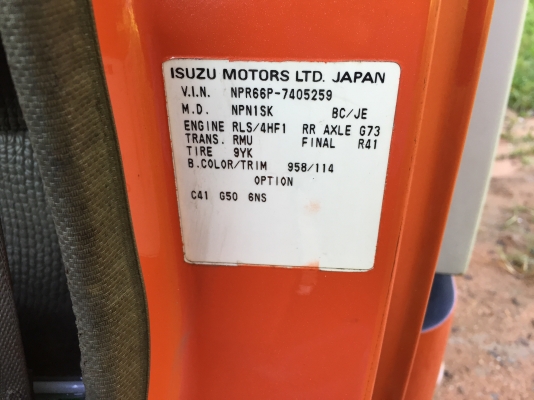 ISUZU MOTORS LTD. JAPAN
V.I.N. NPR66P-7405259
M.D. NPN1SK BC/JE
ENGINE RLS/4HF1 RR AXLE G73
TRANS. RMU FINAL R41
TIRE 9YK
B.COLOR/TRIM 958/114
OPTION
C41 G50 6NS